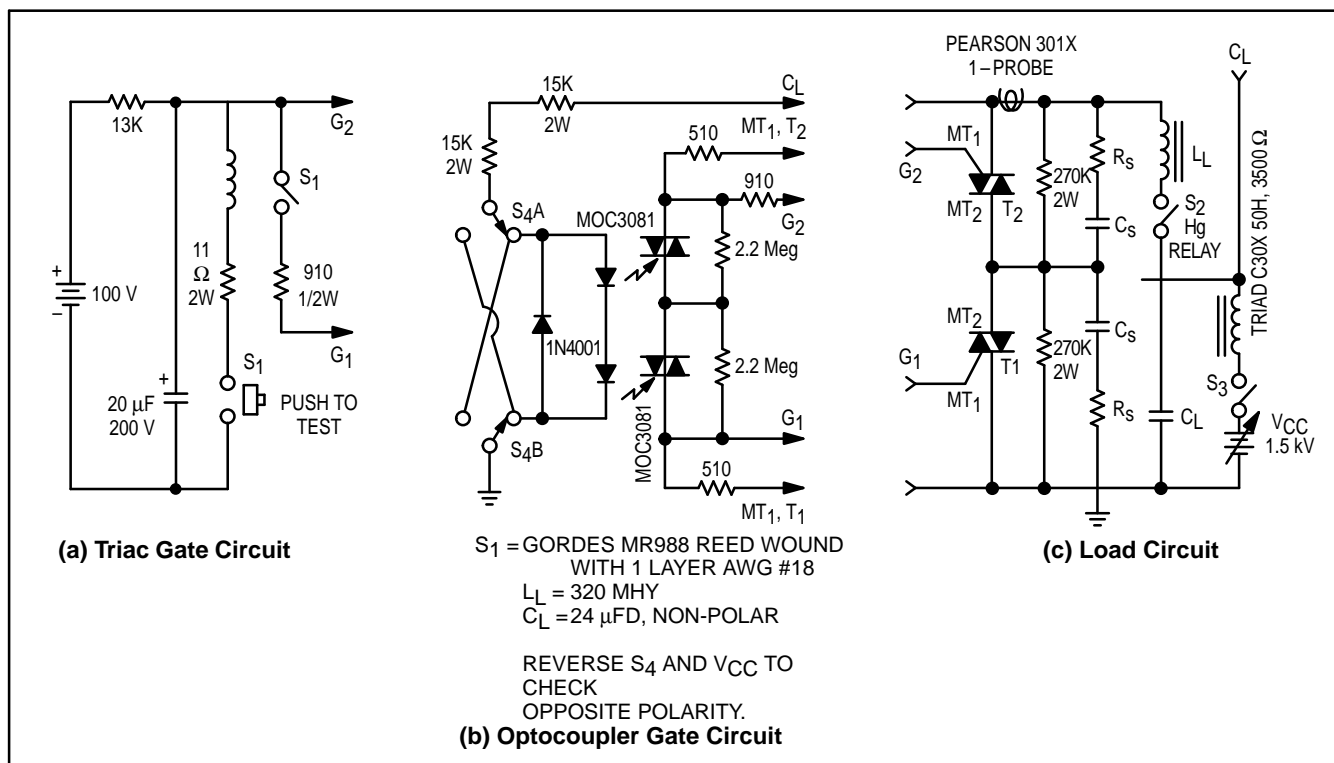 13K
G2
S1
11
Ω
2W
910
1/2W
+
100 V
–
G1
S1
+
20 μF
200 V
PUSH TO
TEST
(a) Triac Gate Circuit
15K
2W
CL
15K
2W
510
MT1, T2
910
G2
S4A
MOC3081
2.2 Meg
1N4001
2.2 Meg
S4B
MOC3081
G1
510
MT1, T1
S1 = GORDES MR988 REED WOUND
WITH 1 LAYER AWG #18
LL = 320 MHY
CL = 24 μFD, NON-POLAR
REVERSE S4 AND VCC TO
CHECK
OPPOSITE POLARITY.
(b) Optocoupler Gate Circuit
PEARSON 301X
1–PROBE
CL
MT1
G2
MT2
T2
270K
2W
RS
CS
LL
S2
Hg
RELAY
TRIAD C30X 50H, 3500 Ω
MT2
G1
T1
MT1
270K
2W
CS
RS
S3
CL
VCC
1.5 kV
(c) Load Circuit